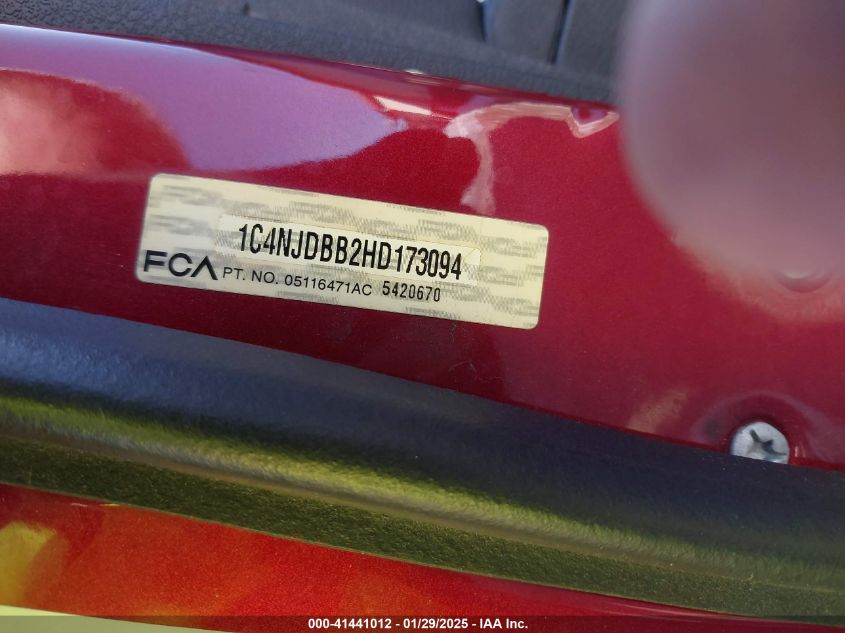 1C4NJDBB2HD173094
FCA PT. NO. 05116471AC 5420670
000-41441012 - 01/29/2025 - IAA Inc.